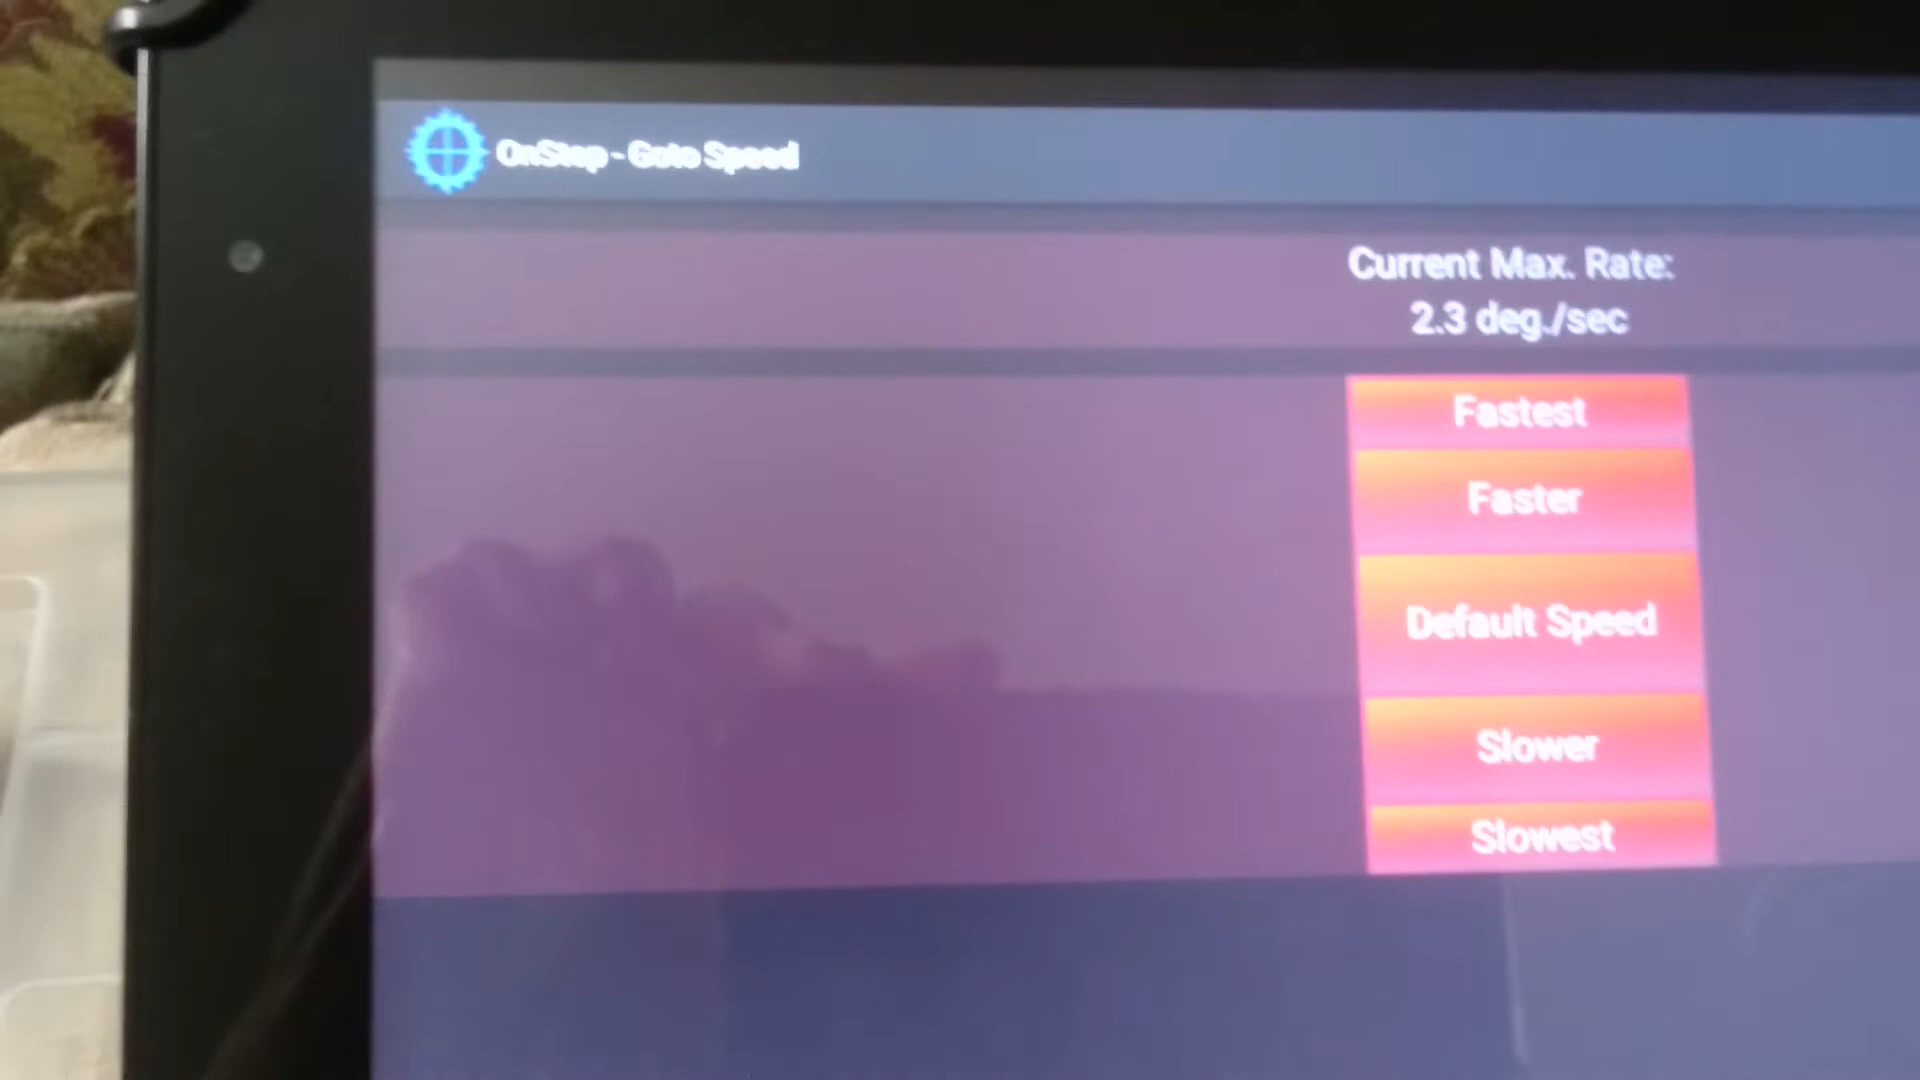 OnStep - Goto Speed
Current Max. Rate:
2.3 deg./sec
Fastest
Faster
Default Speed
Slower
Slowest